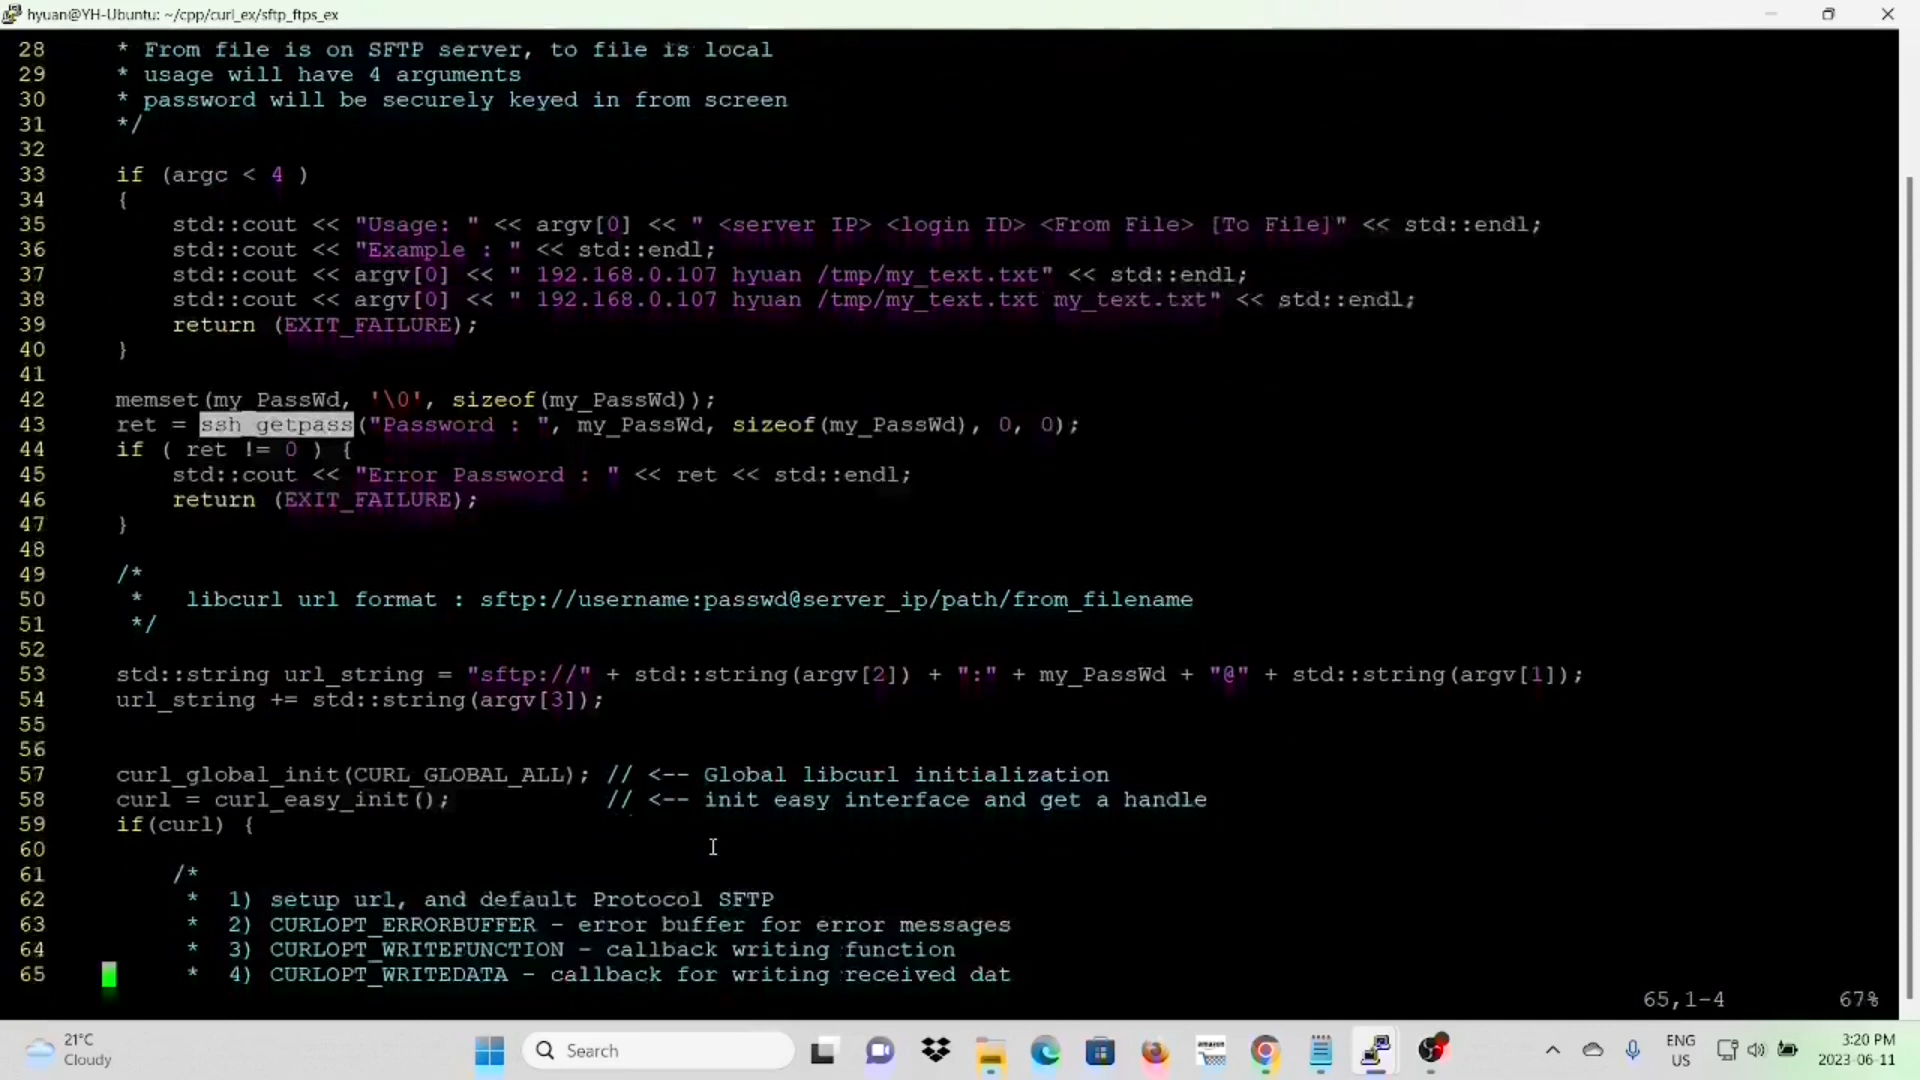 hyuan@YH-Ubuntu: ~/cpp/curl_ex/sftp_ftps_ex
28 * From file is on SFTP server, to file is local
29 * usage will have 4 arguments
30 * password will be securely keyed in from screen
31 */
32
33 if (argc < 4 )
34 {
35 std::cout << "Usage: " << argv[0] << " <server IP> <login ID> <From File> [To File]" << std::endl;
36 std::cout << "Example : " << std::endl;
37 std::cout << argv[0] << " 192.168.0.107 hyuan /tmp/my_text.txt" << std::endl;
38 std::cout << argv[0] << " 192.168.0.107 hyuan /tmp/my_text.txt my_text.txt" << std::endl;
39 return (EXIT_FAILURE);
40 }
41
42 memset(my_PassWd, '\0', sizeof(my_PassWd));
43 ret = ssh_getpass("Password : ", my_PassWd, sizeof(my_PassWd), 0, 0);
44 if ( ret != 0 ) {
45 std::cout << "Error Password : " << ret << std::endl;
46 return (EXIT_FAILURE);
47 }
48
49 /*
50 * libcurl url format : sftp://username:passwd@server_ip/path/from_filename
51 */
52
53 std::string url_string = "sftp://" + std::string(argv[2]) + ":" + my_PassWd + "@" + std::string(argv[1]);
54 url_string += std::string(argv[3]);
55
56
57 curl_global_init(CURL_GLOBAL_ALL); // <-- Global libcurl initialization
58 curl = curl_easy_init(); // <-- init easy interface and get a handle
59 if(curl) {
60
61 /*
62 * 1) setup url, and default Protocol SFTP
63 * 2) CURLOPT_ERRORBUFFER - error buffer for error messages
64 * 3) CURLOPT_WRITEFUNCTION - callback writing function
65 * 4) CURLOPT_WRITEDATA - callback for writing received dat
65,1-4 67%
21°C
Cloudy
Search
amazon
ENG
US
3:20 PM
2023-06-11